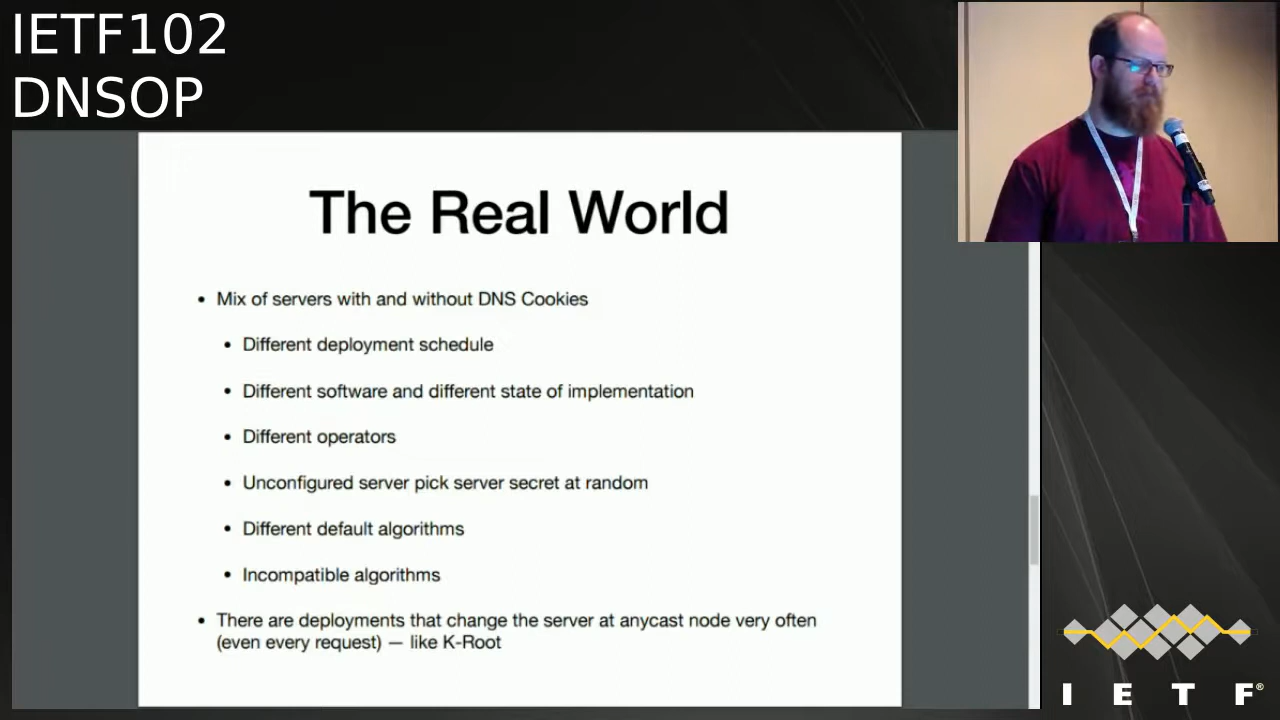 IETF102
DNSOP
The Real World
• Mix of servers with and without DNS Cookies
• Different deployment schedule
• Different software and different state of implementation
• Different operators
• Unconfigured server pick server secret at random
• Different default algorithms
• Incompatible algorithms
• There are deployments that change the server at anycast node very often
(even every request) — like K-Root
I E T F®